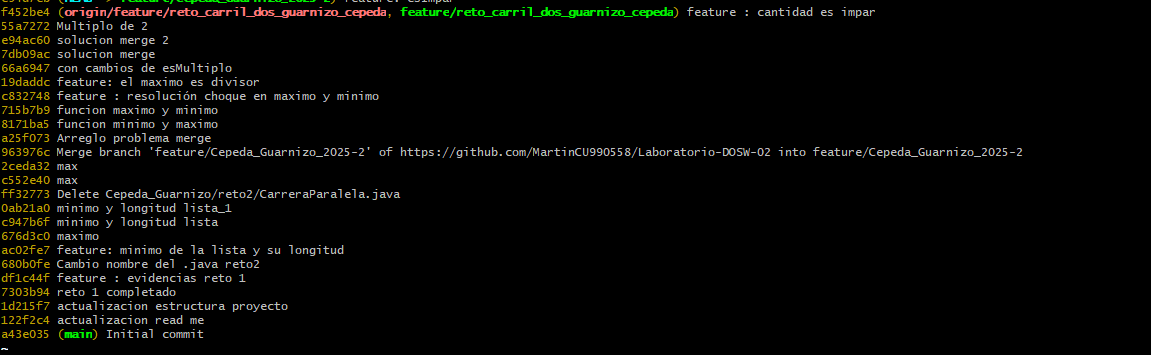 f452be4 (origin/feature/reto_carril_dos_guarnizo_cepeda, feature/reto_carril_dos_guarnizo_cepeda) feature : cantidad es impar
55a7272 Multiplo de 2
e94ac60 solucion merge 2
7db09ac solucion merge
66a6947 con cambios de esMultiplo
19daddc feature: el maximo es divisor
c832748 feature : resolución choque en maximo y minimo
715b7b9 funcion maximo y minimo
8171ba5 funcion minimo y maximo
a25f073 Arreglo problema merge
963976c Merge branch 'feature/Cepeda_Guarnizo_2025-2' of https://github.com/MartinCU990558/Laboratorio-DOSW-02 into feature/Cepeda_Guarnizo_2025-2
2ceda32 max
c552e40 max
ff32773 Delete Cepeda_Guarnizo/reto2/CarreraParalela.java
0ab21a0 minimo y longitud lista_1
c947b6f minimo y longitud lista
676d3c0 maximo
ac02fe7 feature: minimo de la lista y su longitud
680b0fe Cambio nombre del .java reto2
df1c44f feature : evidencias reto 1
7303b94 reto 1 completado
1d215f7 actualizacion estructura proyecto
122f2c4 actualizacion read me
a43e035 (main) Initial commit
~